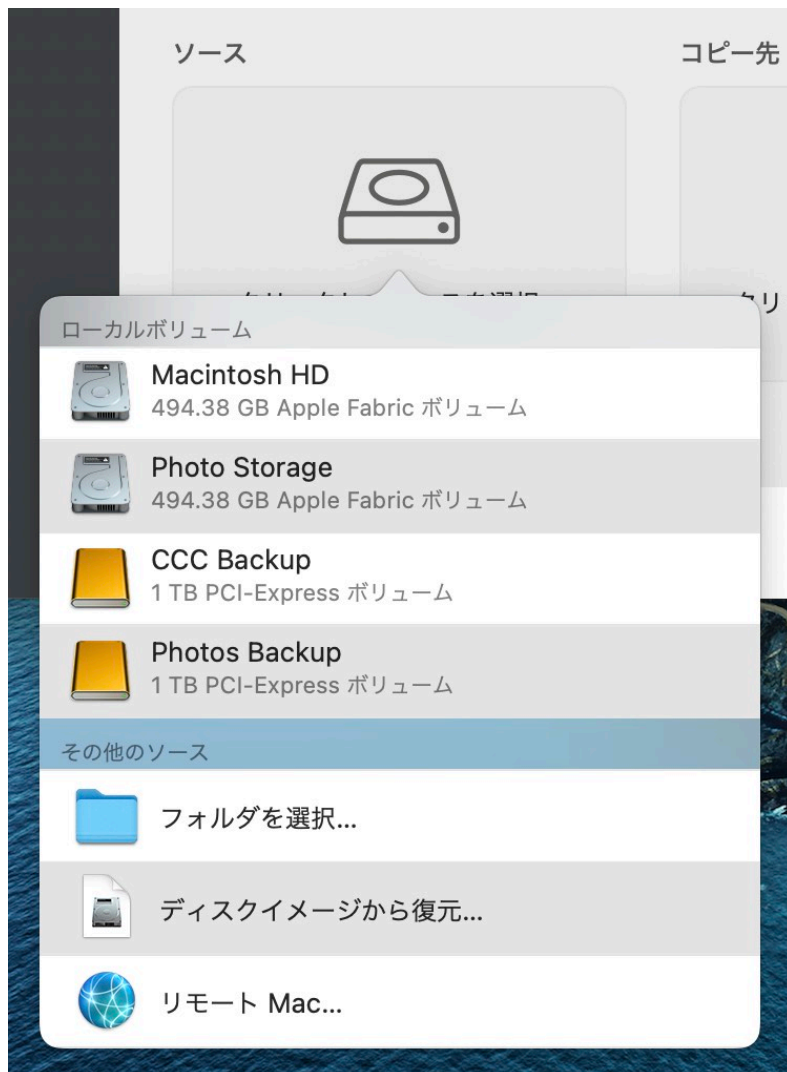 ソース
コピー先
ローカルボリューム
Macintosh HD
494.38 GB Apple Fabric ボリューム
Photo Storage
494.38 GB Apple Fabric ボリューム
CCC Backup
1 TB PCI-Express ボリューム
Photos Backup
1 TB PCI-Express ボリューム
その他のソース
フォルダを選択...
ディスクイメージから復元...
リモート Mac...